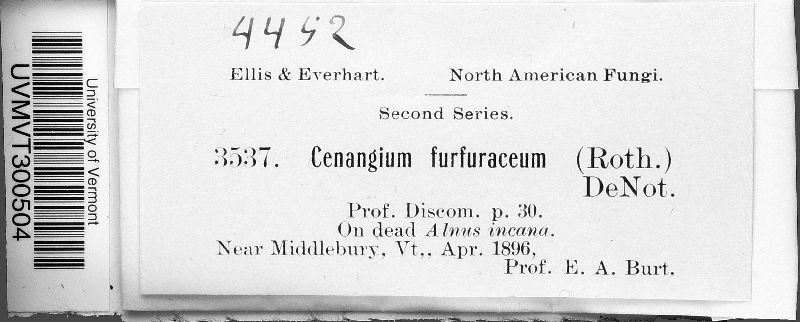 4452
Ellis & Everhart. North American Fungi.
Second Series.
3537. Cenangium furfuraceum (Roth.)
DeNot.
Prof. Discom. p. 30.
On dead Alnus incana.
Near Middlebury, Vt,, Apr. 1896,
Prof. E. A. Burt.
University of Vermont
UVMVT300504